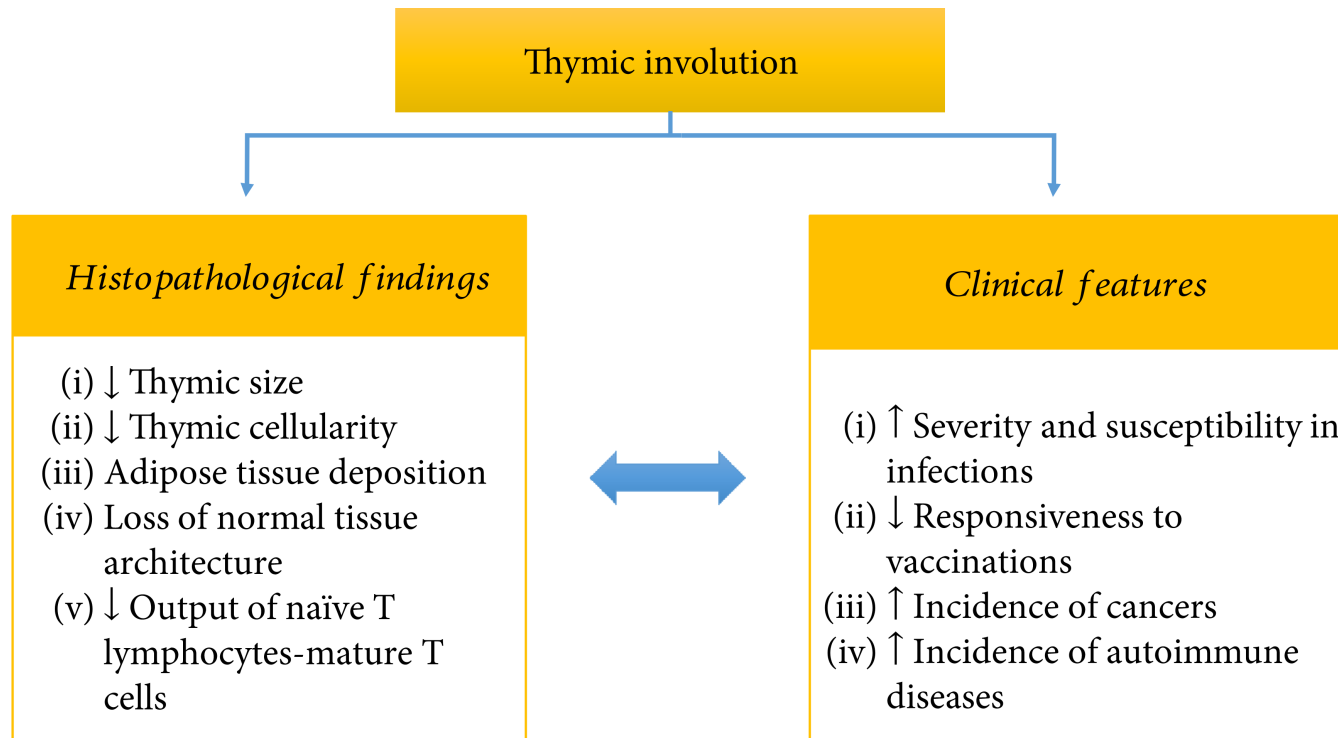 Thymic involution
Histopathological findings
(i) ↓ Thymic size
(ii) ↓ Thymic cellularity
(iii) Adipose tissue deposition
(iv) Loss of normal tissue
architecture
(v) ↓ Output of naïve T
lymphocytes-mature T
cells
Clinical features
(i) ↑ Severity and susceptibility in
infections
(ii) ↓ Responsiveness to
vaccinations
(iii) ↑ Incidence of cancers
(iv) ↑ Incidence of autoimmune
diseases